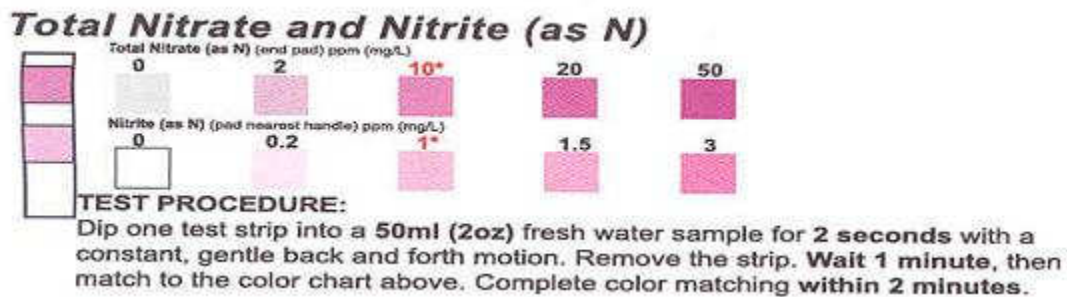 Total Nitrate and Nitrite (as N)
Total Nitrate (as N) (end pad) ppm (mg/L)
0 2 10* 20 50
Nitrite (as N) (pad nearest handle) ppm (mg/L)
0 0.2 1* 1.5 3
TEST PROCEDURE:
Dip one test strip into a 50ml (2oz) fresh water sample for 2 seconds with a
constant, gentle back and forth motion. Remove the strip. Wait 1 minute, then
match to the color chart above. Complete color matching within 2 minutes.